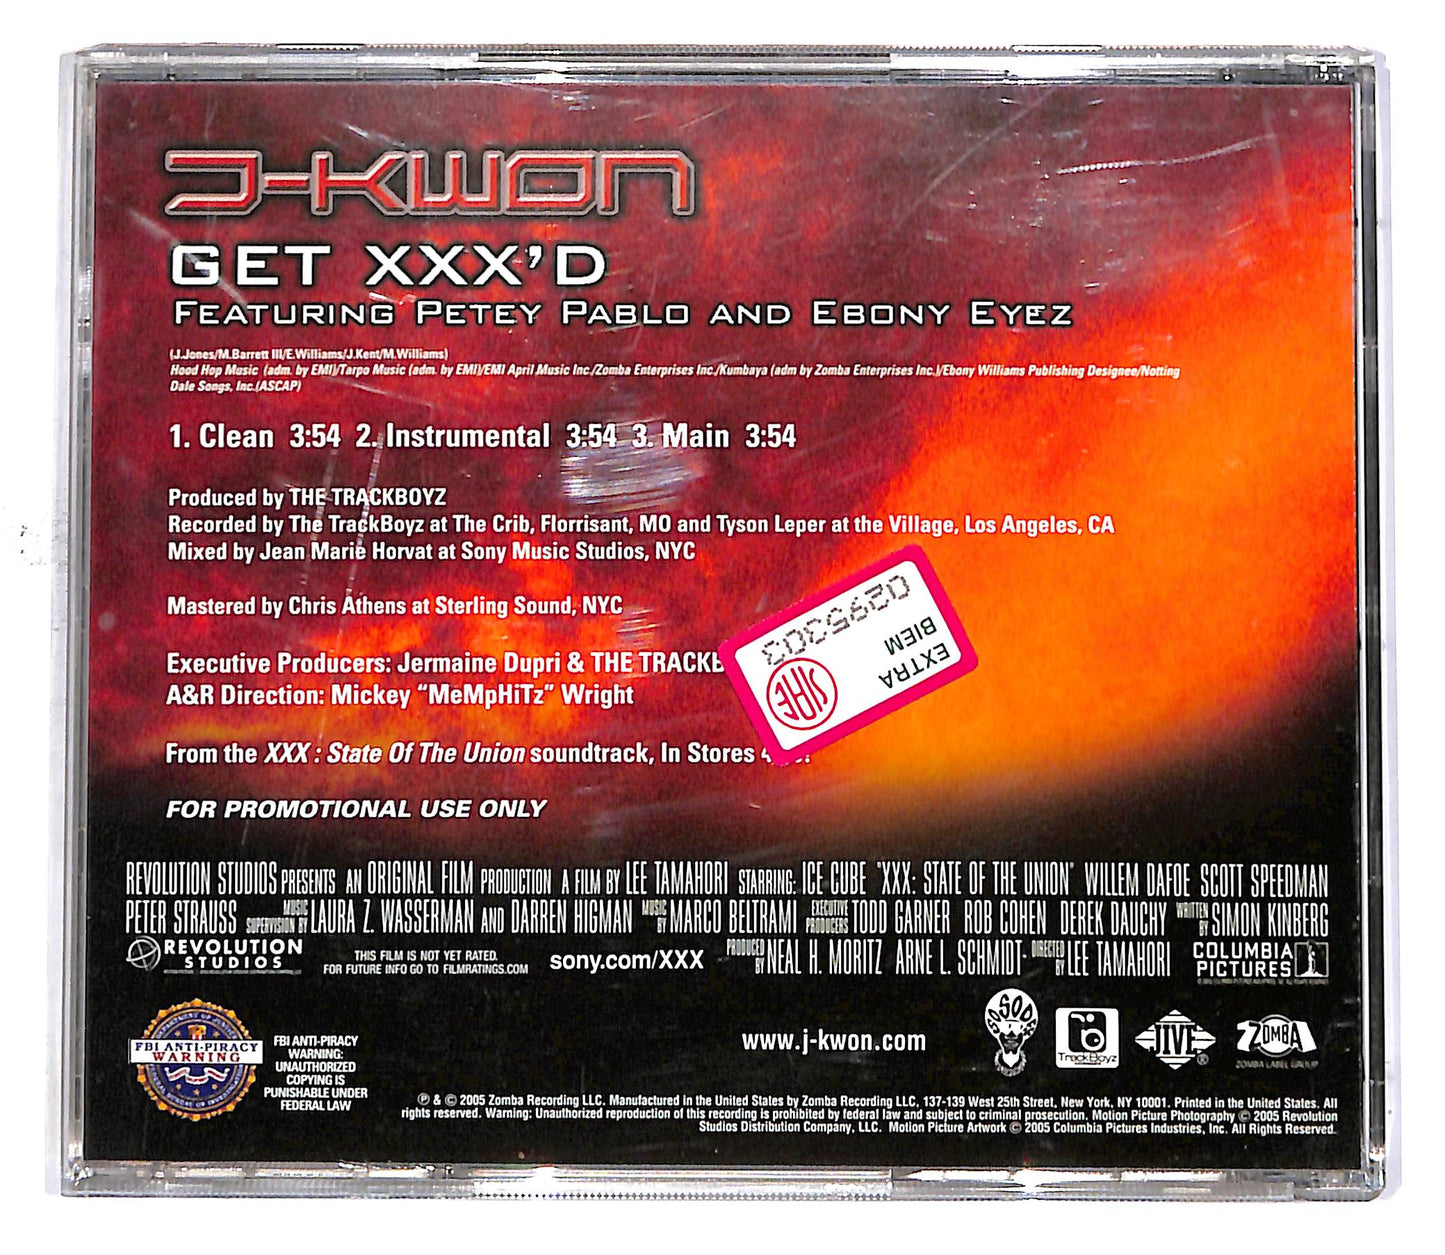 J-KWON
GET XXX'D
FEATURING PETEY PABLO AND EBONY EYEZ
(J.Jones/M.Barrett III/E.Williams/J.Kent/M.Williams)
Hood Hop Music (adm. by EMI)/Tarpo Music (adm. by EMI)/EMI April Music Inc./Zomba Enterprises Inc./Kumbaya (adm by Zomba Enterprises Inc.)/Ebony Williams Publishing Designee/Notting
Dale Songs, Inc.(ASCAP)
1. Clean 3:54 2. Instrumental 3:54 3. Main 3:54
Produced by THE TRACKBOYZ
Recorded by The TrackBoyz at The Crib, Florrisant, MO and Tyson Leper at the Village, Los Angeles, CA
Mixed by Jean Marie Horvat at Sony Music Studios, NYC
Mastered by Chris Athens at Sterling Sound, NYC
Executive Producers: Jermaine Dupri & THE TRACKB
A&R Direction: Mickey "MeMpHiTz" Wright
0295303
SIAE
EXTRA
BIEM
From the XXX : State Of The Union soundtrack, In Stores
FOR PROMOTIONAL USE ONLY
REVOLUTION STUDIOS PRESENTS AN ORIGINAL FILM PRODUCTION A FILM BY LEE TAMAHORI STARRING: ICE CUBE "XXX: STATE OF THE UNION" WILLEM DAFOE SCOTT SPEEDMAN
PETER STRAUSS MUSIC SUPERVISION BY LAURA Z. WASSERMAN AND DARREN HIGMAN MUSIC BY MARCO BELTRAMI EXECUTIVE PRODUCERS TODD GARNER ROB COHEN DEREK DAUCHY WRITTEN BY SIMON KINBERG
REVOLUTION STUDIOS
THIS FILM IS NOT YET RATED.
FOR FUTURE INFO GO TO FILMRATINGS.COM
sony.com/XXX
PRODUCED BY NEAL H. MORITZ ARNE L. SCHMIDT DIRECTED BY LEE TAMAHORI
COLUMBIA PICTURES
FBI ANTI-PIRACY
WARNING
FBI ANTI-PIRACY
WARNING:
UNAUTHORIZED
COPYING IS
PUNISHABLE UNDER
FEDERAL LAW
www.j-kwon.com
SO SO DEF
TrackBoyz
JIVE®
ZOMBA
ZOMBA LABEL GROUP
℗ & © 2005 Zomba Recording LLC. Manufactured in the United States by Zomba Recording LLC, 137-139 West 25th Street, New York, NY 10001. Printed in the United States. All
rights reserved. Warning: Unauthorized reproduction of this recording is prohibited by federal law and subject to criminal prosecution. Motion Picture Photography © 2005 Revolution
Studios Distribution Company, LLC. Motion Picture Artwork © 2005 Columbia Pictures Industries, Inc. All Rights Reserved.